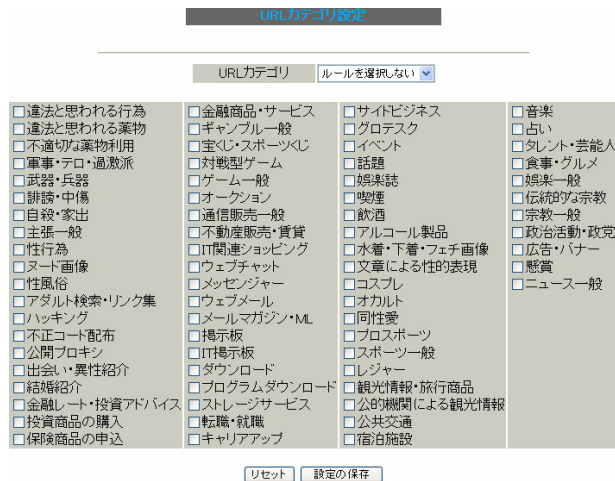 URLカテゴリ設定
URLカテゴリ ルールを選択しない
違法と思われる行為
違法と思われる薬物
不適切な薬物利用
軍事・テロ・過激派
武器・兵器
誹謗・中傷
自殺・家出
主張一般
性行為
ヌード画像
性風俗
アダルト検索・リンク集
ハッキング
不正コード配布
公開プロキシ
出会い・異性紹介
結婚紹介
金融レート・投資アドバイス
投資商品の購入
保険商品の申込
金融商品・サービス
ギャンブル一般
宝くじ・スポーツくじ
対戦型ゲーム
ゲーム一般
オークション
通信販売一般
不動産販売・賃貸
IT関連ショッピング
ウェブチャット
メッセンジャー
ウェブメール
メールマガジン・ML
掲示板
IT掲示板
ダウンロード
プログラムダウンロード
ストレージサービス
転職・就職
キャリアアップ
サイドビジネス
グロテスク
イベント
話題
娯楽誌
喫煙
飲酒
アルコール製品
水着・下着・フェチ画像
文章による性的表現
コスプレ
オカルト
同性愛
プロスポーツ
スポーツ一般
レジャー
観光情報・旅行商品
公的機関による観光情報
公共交通
宿泊施設
音楽
占い
タレント・芸能人
食事・グルメ
娯楽一般
伝統的な宗教
宗教一般
政治活動・政党
広告・バナー
懸賞
ニュース一般
リセット 設定の保存